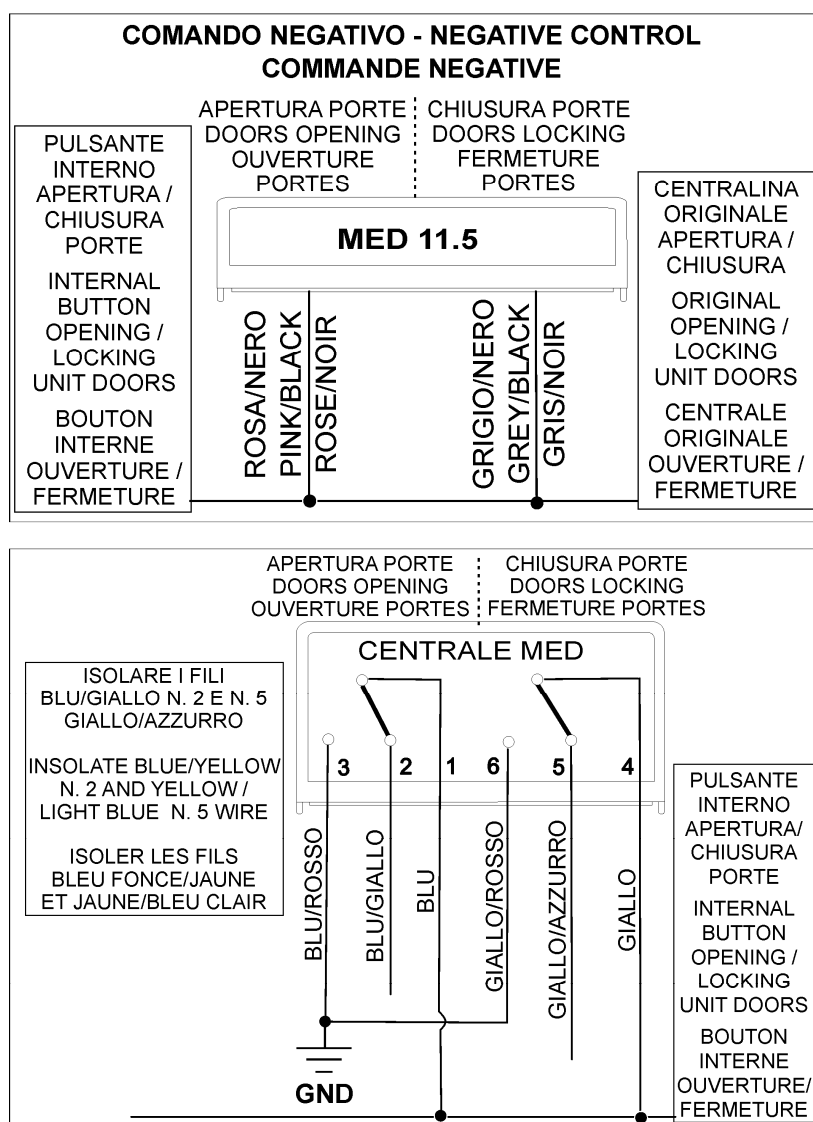 COMANDO NEGATIVO - NEGATIVE CONTROL
COMMANDE NEGATIVE
APERTURA PORTE
DOORS OPENING
OUVERTURE
PORTES
CHIUSURA PORTE
DOORS LOCKING
FERMETURE
PORTES
PULSANTE
INTERNO
APERTURA /
CHIUSURA
PORTE
INTERNAL
BUTTON
OPENING /
LOCKING
UNIT DOORS
BOUTON
INTERNE
OUVERTURE /
FERMETURE
MED 11.5
ROSA/NERO
PINK/BLACK
ROSE/NOIR
GRIGIO/NERO
GREY/BLACK
GRIS/NOIR
CENTRALINA
ORIGINALE
APERTURA /
CHIUSURA
ORIGINAL
OPENING /
LOCKING
UNIT DOORS
CENTRALE
ORIGINALE
OUVERTURE /
FERMETURE
APERTURA PORTE
DOORS OPENING
OUVERTURE PORTES
CHIUSURA PORTE
DOORS LOCKING
FERMETURE PORTES
CENTRALE MED
ISOLARE I FILI
BLU/GIALLO N. 2 E N. 5
GIALLO/AZZURRO
INSOLATE BLUE/YELLOW
N. 2 AND YELLOW /
LIGHT BLUE N. 5 WIRE
ISOLER LES FILS
BLEU FONCE/JAUNE
ET JAUNE/BLEU CLAIR
3 2 1 6 5 4
BLU/ROSSO
BLU/GIALLO
BLU
GIALLO/ROSSO
GIALLO/AZZURRO
GIALLO
GND
PULSANTE
INTERNO
APERTURA/
CHIUSURA
PORTE
INTERNAL
BUTTON
OPENING /
LOCKING
UNIT DOORS
BOUTON
INTERNE
OUVERTURE/
FERMETURE